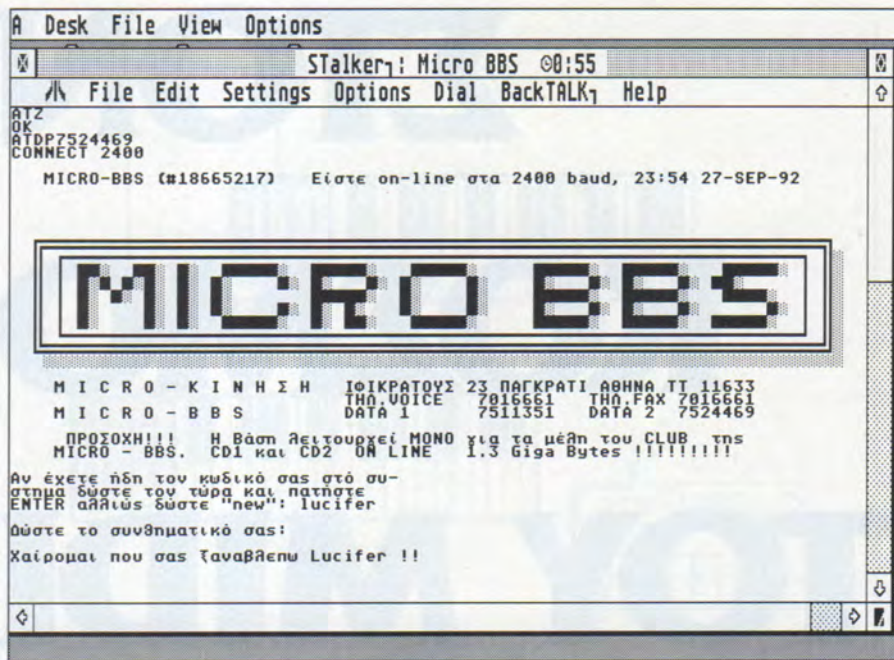 Desk File View Options
STalker┐: Micro BBS 0:55
File Edit Settings Options Dial BackTALK┐ Help
ATZ
OK
ATDP7524469
CONNECT 2400
MICRO-BBS (#18665217) Είστε on-line στα 2400 baud, 23:54 27-SEP-92
MICRO BBS
M I C R O - K I N H Σ H ΙΦΙΚΡΑΤΟΥΣ 23 ΠΑΓΚΡΑΤΙ ΑΘΗΝΑ ΤΤ 11633
ΤΗΛ.VOICE 7016661 ΤΗΛ.FAX 7016661
M I C R O - B B S DATA 1 7511351 DATA 2 7524469
ΠΡΟΣΟΧΗ!!! Η Βάση λειτουργεί ΜΟΝΟ για τα μέλη του CLUB της
MICRO - BBS. CD1 και CD2 ON LINE 1.3 Giga Bytes !!!!!!!!!
Αν έχετε ήδη τον κωδικό σας στό συ-
στημα δώστε τον τώρα και πατήστε
ENTER αλλιώς δώστε "new": lucifer
Δώστε το συνθηματικό σας:
Χαίρομαι που σας ξαναβλεπω Lucifer !!